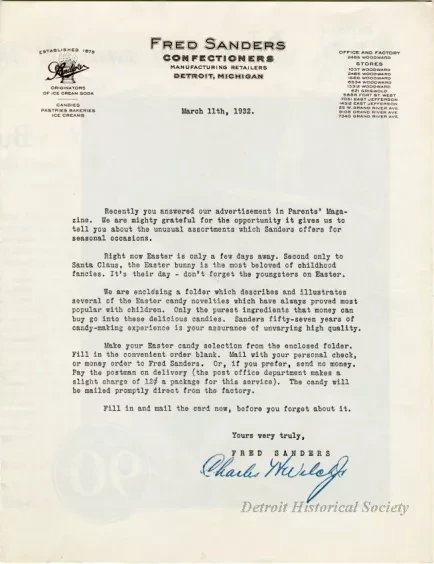 ESTABLISHED 1875
Sanders
ORIGINATORS
OF ICE CREAM SODA
CANDIES
PASTRIES-BAKERIES
ICE CREAMS
FRED SANDERS
CONFECTIONERS
MANUFACTURING RETAILERS
DETROIT, MICHIGAN
OFFICE AND FACTORY
2465 WOODWARD
STORES
1037 WOODWARD
2465 WOODWARD
WOODWARD
6534 WOODWARD
WOODWARD
GRISWOLD
FORT ST. WEST
7051 EAST JEFFERSON
EAST JEFFERSON
GRAND RIVER AVE.
GRAND RIVER AVE.
GRAND RIVER AVE.
March 11th, 1932.
Recently you answered our advertisement in Parents' Maga-
zine. We are mighty grateful for the opportunity it gives us to
tell you about the unusual assortments which Sanders offers for
seasonal occasions.
Right now Easter is only a few days away. Second only to
Santa Claus, the Easter bunny is the most beloved of childhood
fancies. It's their day - don't forget the youngsters on Easter.
We are enclosing a folder which describes and illustrates
several of the Easter candy novelties which have always proved most
popular with children. Only the purest ingredients that money can
buy go into these delicious candies. Sanders fifty-seven years of
candy-making experience is your assurance of unvarying high quality.
Make your Easter candy selection from the enclosed folder.
Fill in the convenient order blank. Mail with your personal check,
or money order to Fred Sanders. Or, if you prefer, send no money.
Pay the postman on delivery (the post office department makes a
slight charge of 12¢ a package for this service). The candy will
be mailed promptly direct from the factory.
Fill in and mail the card now, before you forget about it.
Yours very truly,
FRED SANDERS
Charles H Welch Jr
Detroit Historical Society
90